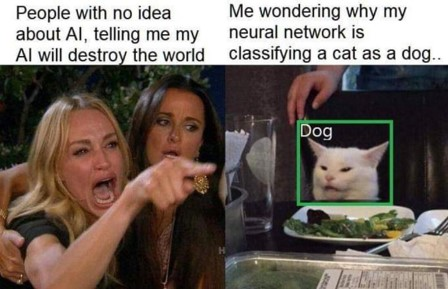 People with no idea
about AI, telling me my
AI will destroy the world
Me wondering why my
neural network is
classifying a cat as a dog..
Dog